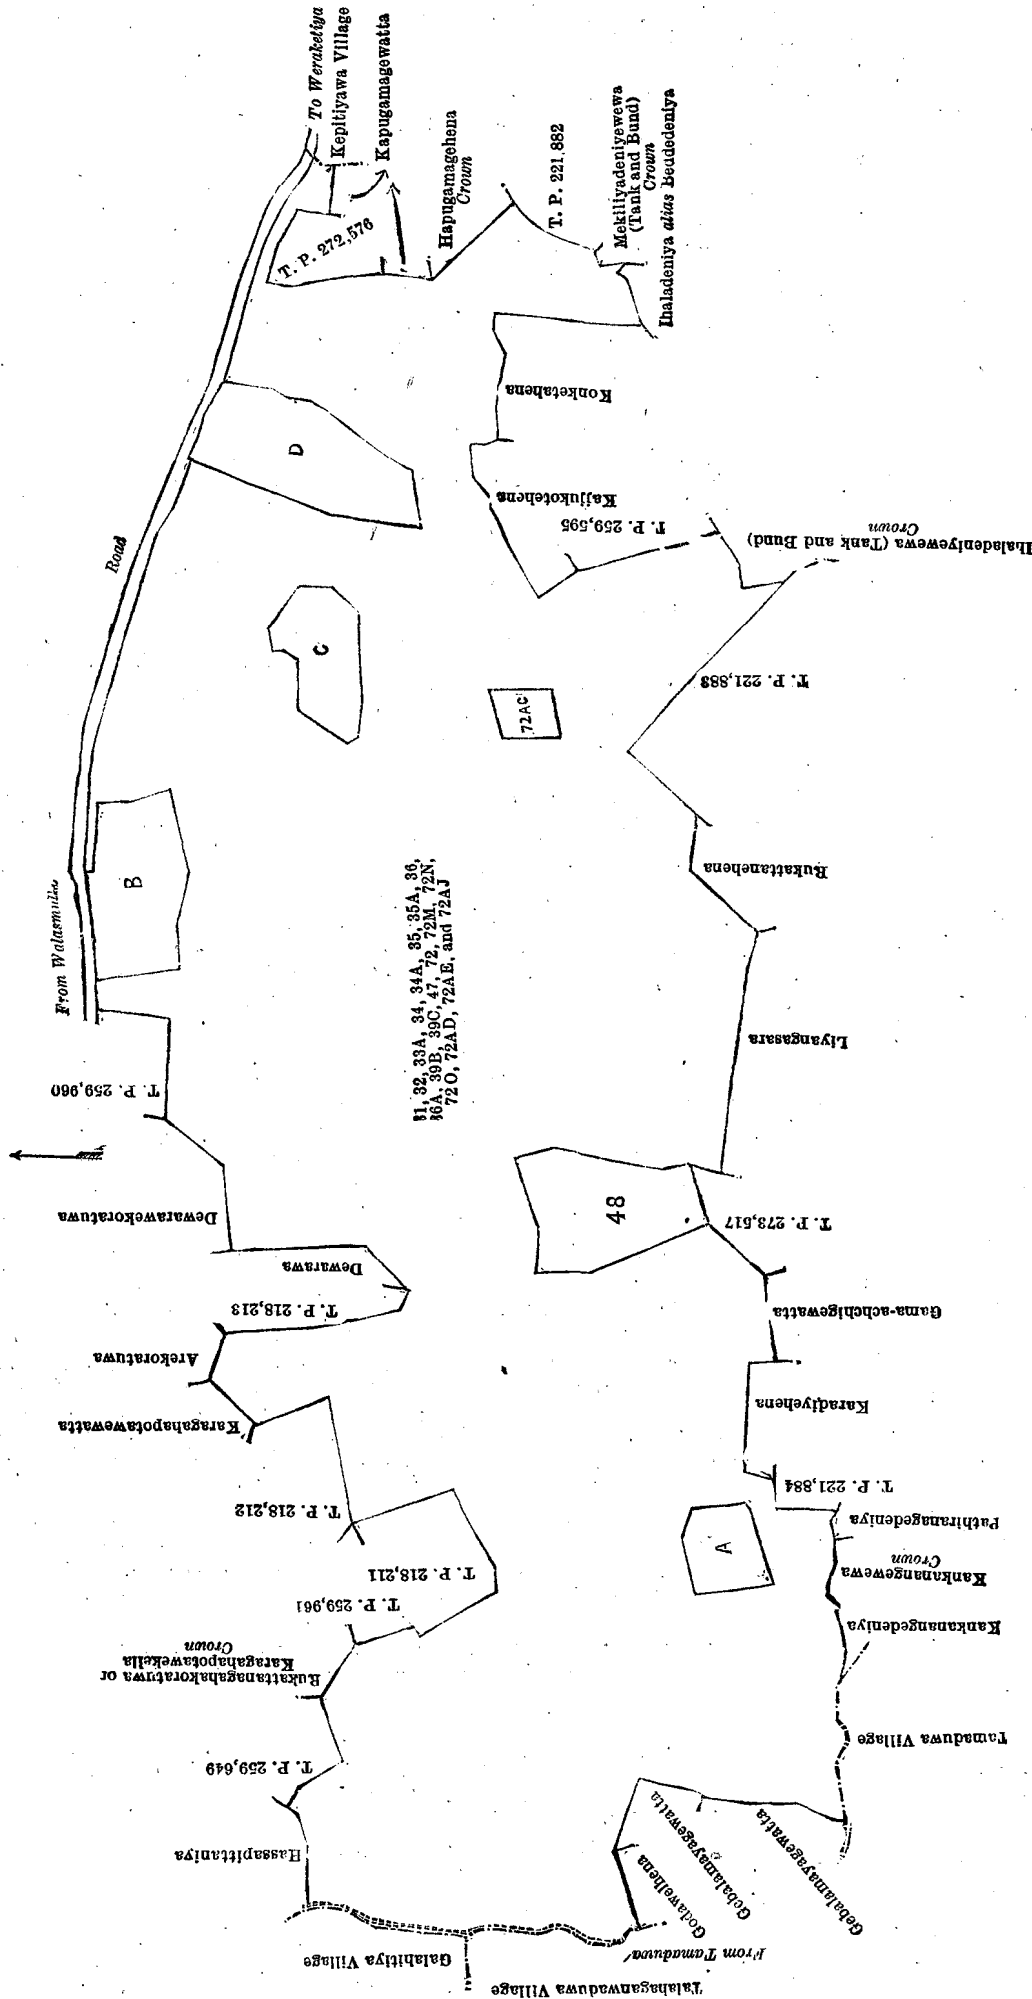 To Weraketiya
Kepitiyawa Village
Kapugamagewatta
T. P. 272,576
Hapugamagehena
Crown
T. P. 221,882
Mekiliyadeniyewewa
(Tank and Bund)
Crown
Ihaladeniya alias Beddedeniya
Konketahena
Kajjukotehena
T. P. 259,595
Ihaladeniyewewa (Tank and Bund)
Crown
D
Road
C
72AC
T. P. 221,883
B
From Walasmulla
Rukattanehena
31, 32, 33A, 34, 34A, 35, 35A, 36,
36A, 39B, 39C, 47, 72, 72M, 72N,
72O, 72AD, 72AE, and 72AJ
Liyangasara
T. P. 259,960
Dewarawekoratuwa
48
T. P. 273,517
Dewarawa
T. P. 218,213
Gama-achchigewatta
Arekoratuwa
Karagahapotawewatta
Karadiyehena
T. P. 218,212
T. P. 221,884
Pathiranagedeniya
A
T. P. 218,211
Kankanangewewa
Crown
T. P. 259,961
Kankanangedeniya
Rukattanagahakoratuwa or
Karagahapotawekella
Crown
Tamaduwa Village
T. P. 259,649
Hassapittaniya
Gebalamayagewatta
Gebalamayagewatta
Godawelhena
From Tamaduwa
Galahitiya Village
Talahaganwaduwa Village